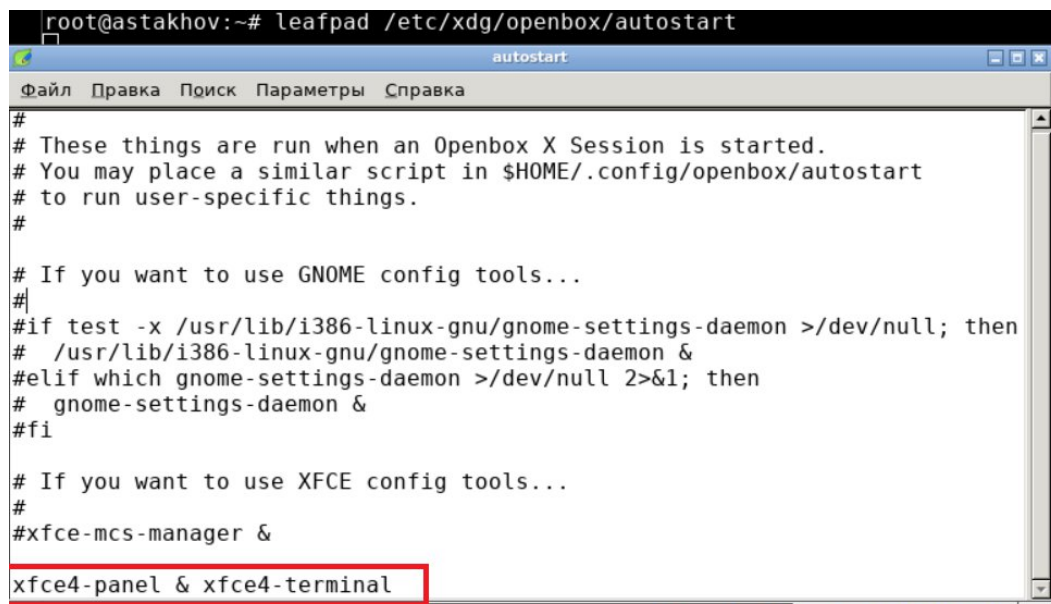 root@astakhov:~# leafpad /etc/xdg/openbox/autostart
autostart
Файл Правка Поиск Параметры Справка
#
# These things are run when an Openbox X Session is started.
# You may place a similar script in $HOME/.config/openbox/autostart
# to run user-specific things.
#
# If you want to use GNOME config tools...
#
#if test -x /usr/lib/i386-linux-gnu/gnome-settings-daemon >/dev/null; then
#  /usr/lib/i386-linux-gnu/gnome-settings-daemon &
#elif which gnome-settings-daemon >/dev/null 2>&1; then
#  gnome-settings-daemon &
#fi
# If you want to use XFCE config tools...
#
#xfce-mcs-manager &
xfce4-panel & xfce4-terminal